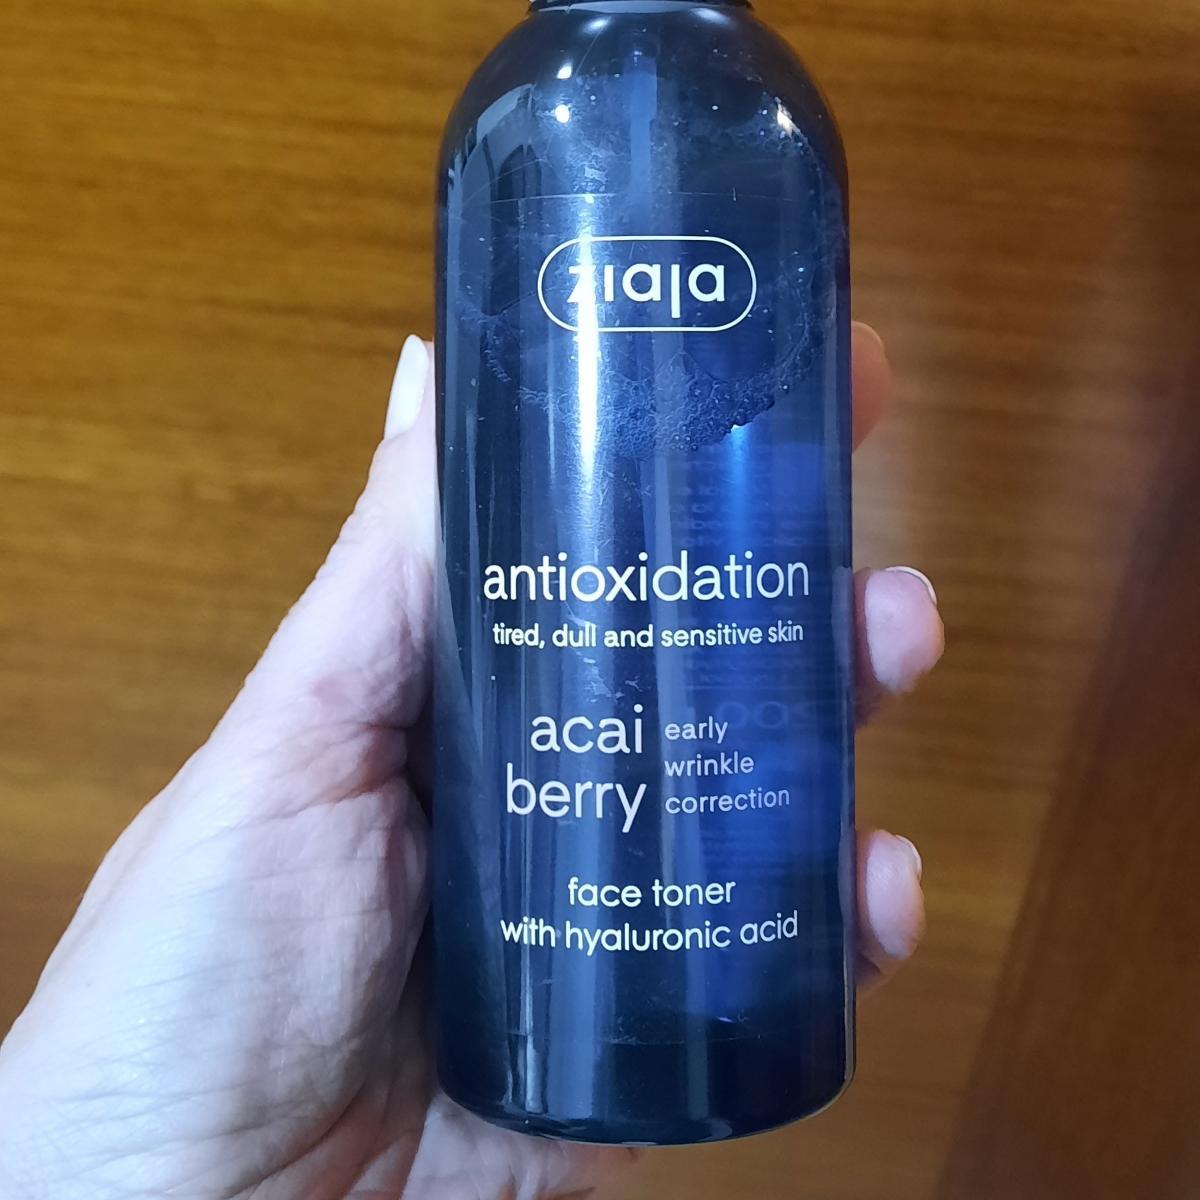 ziaja
antioxidation
tired, dull and sensitive skin
acai
berry
early
wrinkle
correction
face toner
with hyaluronic acid